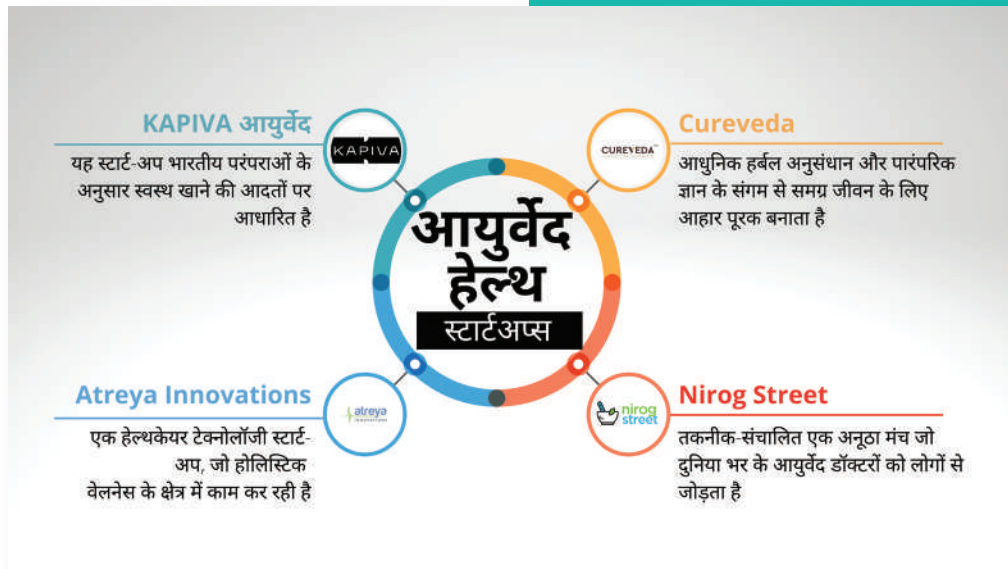 KAPIVA आयुर्वेद
यह स्टार्ट-अप भारतीय परंपराओं के
अनुसार स्वस्थ खाने की आदतों पर
आधारित है
KAPIVA
CUREVEDA™
Cureveda
आधुनिक हर्बल अनुसंधान और पारंपरिक
ज्ञान के संगम से समग्र जीवन के लिए
आहार पूरक बनाता है
आयुर्वेद
हेल्थ
स्टार्टअप्स
Atreya Innovations
एक हेल्थकेयर टेक्नोलॉजी स्टार्ट-
अप, जो होलिस्टिक
वेलनेस के क्षेत्र में काम कर रही है
atreya
INNOVATIONS
nirog
street
Nirog Street
तकनीक-संचालित एक अनूठा मंच जो
दुनिया भर के आयुर्वेद डॉक्टरों को लोगों से
जोड़ता है